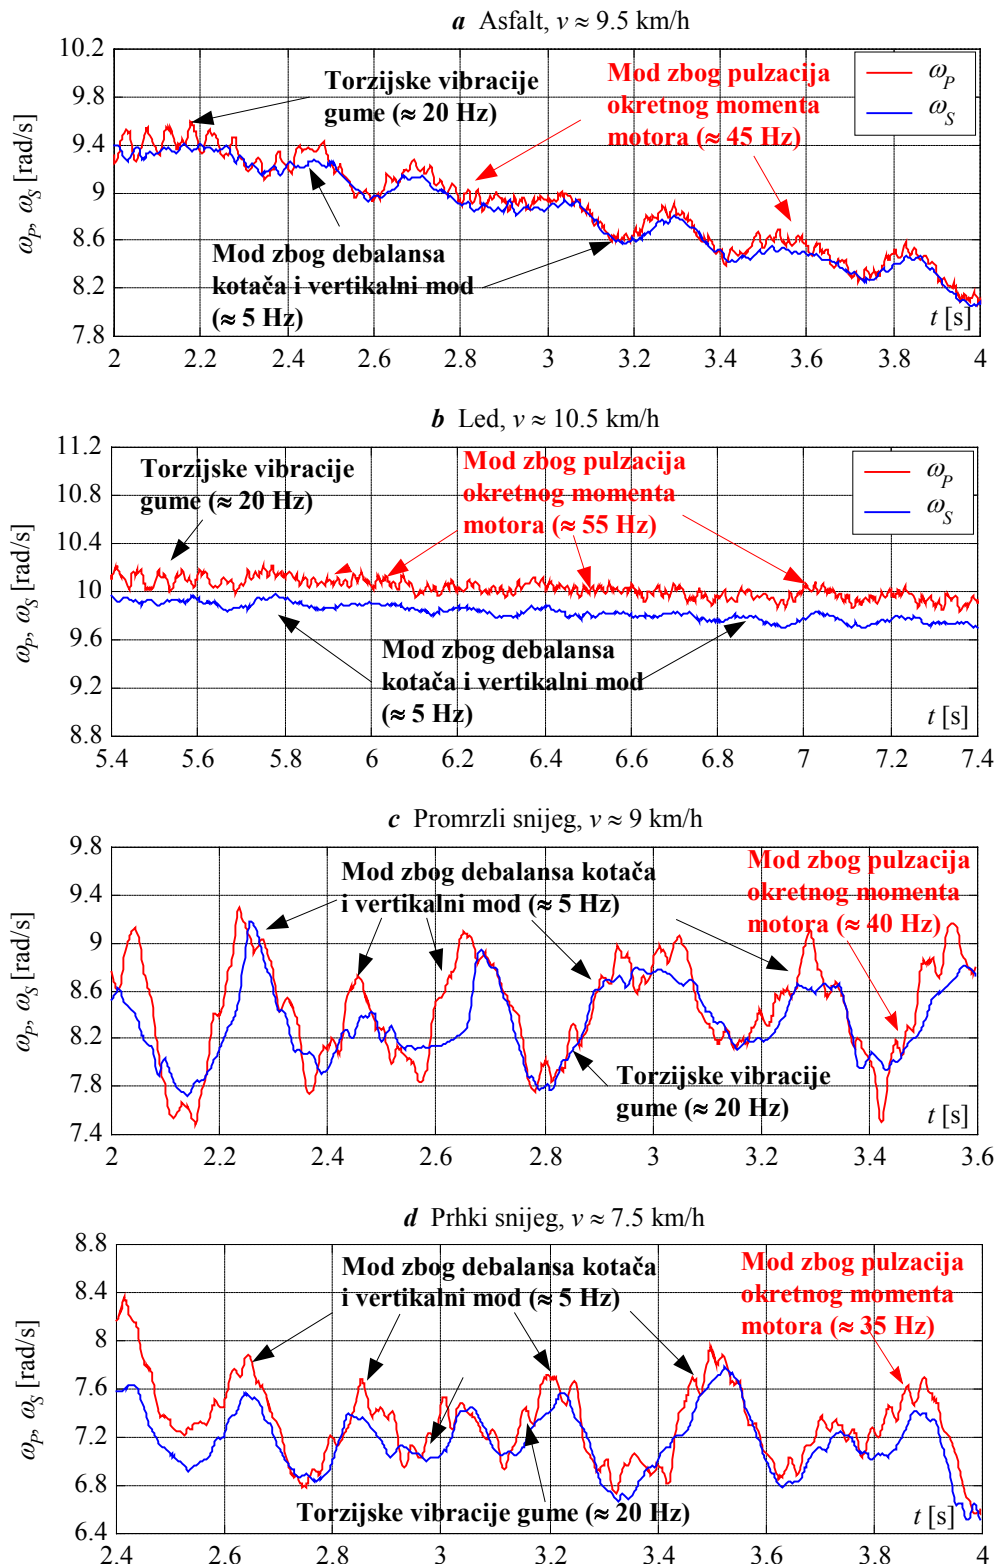 a Asfalt, v ≈ 9.5 km/h
10.2
9.8
9.4
9
8.6
8.2
7.8
ω_P, ω_S [rad/s]
Torzijske vibracije
gume (≈ 20 Hz)
Mod zbog pulzacija
okretnog momenta
motora (≈ 45 Hz)
ω_P
ω_S
Mod zbog debalansa
kotača i vertikalni mod
(≈ 5 Hz)
t [s]
2 2.2 2.4 2.6 2.8 3 3.2 3.4 3.6 3.8 4
b Led, v ≈ 10.5 km/h
11.2
10.8
10.4
10
9.6
9.2
8.8
ω_P, ω_S [rad/s]
Torzijske vibracije
gume (≈ 20 Hz)
Mod zbog pulzacija
okretnog momenta
motora (≈ 55 Hz)
ω_P
ω_S
Mod zbog debalansa
kotača i vertikalni mod
(≈ 5 Hz)
t [s]
5.4 5.6 5.8 6 6.2 6.4 6.6 6.8 7 7.2 7.4
c Promrzli snijeg, v ≈ 9 km/h
9.8
9.4
9
8.6
8.2
7.8
7.4
ω_P, ω_S [rad/s]
Mod zbog debalansa kotača
i vertikalni mod (≈ 5 Hz)
Mod zbog pulzacija
okretnog momenta
motora (≈ 40 Hz)
Torzijske vibracije
gume (≈ 20 Hz)
t [s]
2 2.2 2.4 2.6 2.8 3 3.2 3.4 3.6
d Prhki snijeg, v ≈ 7.5 km/h
8.8
8.4
8
7.6
7.2
6.8
6.4
ω_P, ω_S [rad/s]
Mod zbog debalansa kotača
i vertikalni mod (≈ 5 Hz)
Mod zbog pulzacija
okretnog momenta
motora (≈ 35 Hz)
Torzijske vibracije gume (≈ 20 Hz)
t [s]
2.4 2.6 2.8 3 3.2 3.4 3.6 3.8 4